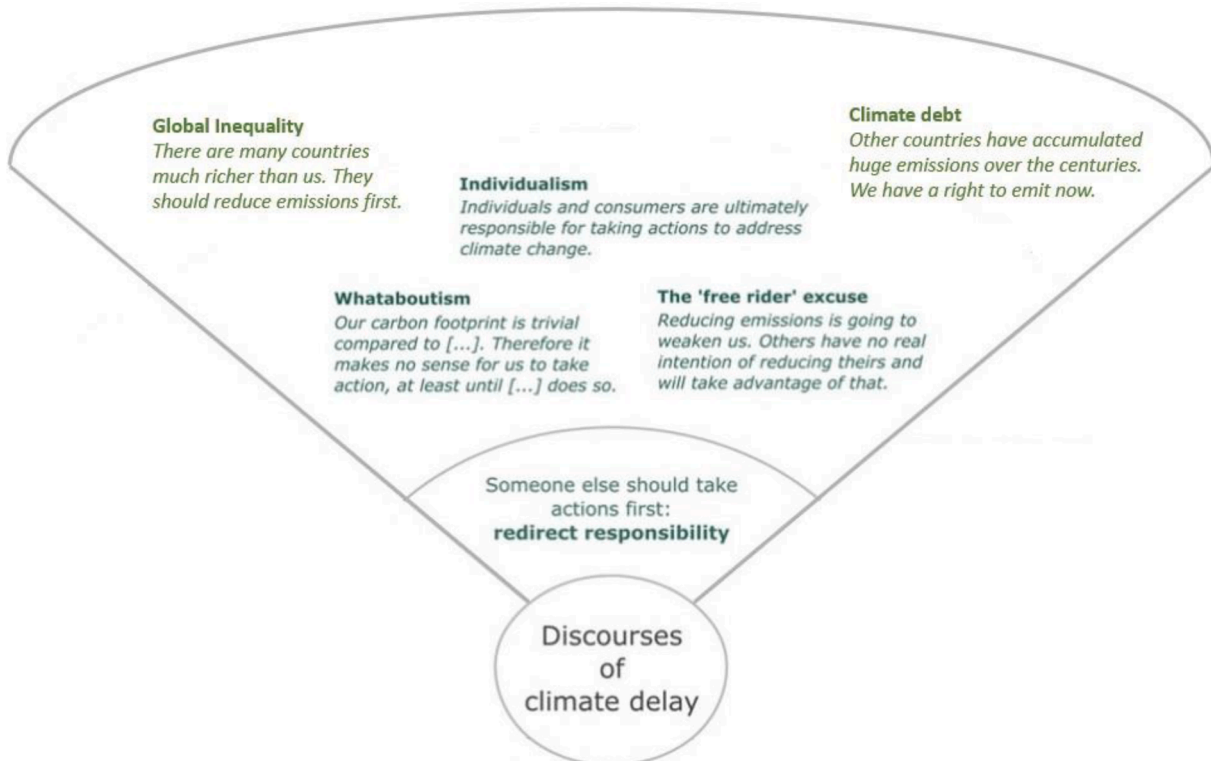 Global Inequality
There are many countries
much richer than us. They
should reduce emissions first.
Climate debt
Other countries have accumulated
huge emissions over the centuries.
We have a right to emit now.
Individualism
Individuals and consumers are ultimately
responsible for taking actions to address
climate change.
Whataboutism
Our carbon footprint is trivial
compared to [...]. Therefore it
makes no sense for us to take
action, at least until [...] does so.
The 'free rider' excuse
Reducing emissions is going to
weaken us. Others have no real
intention of reducing theirs and
will take advantage of that.
Someone else should take
actions first:
redirect responsibility
Discourses
of
climate delay